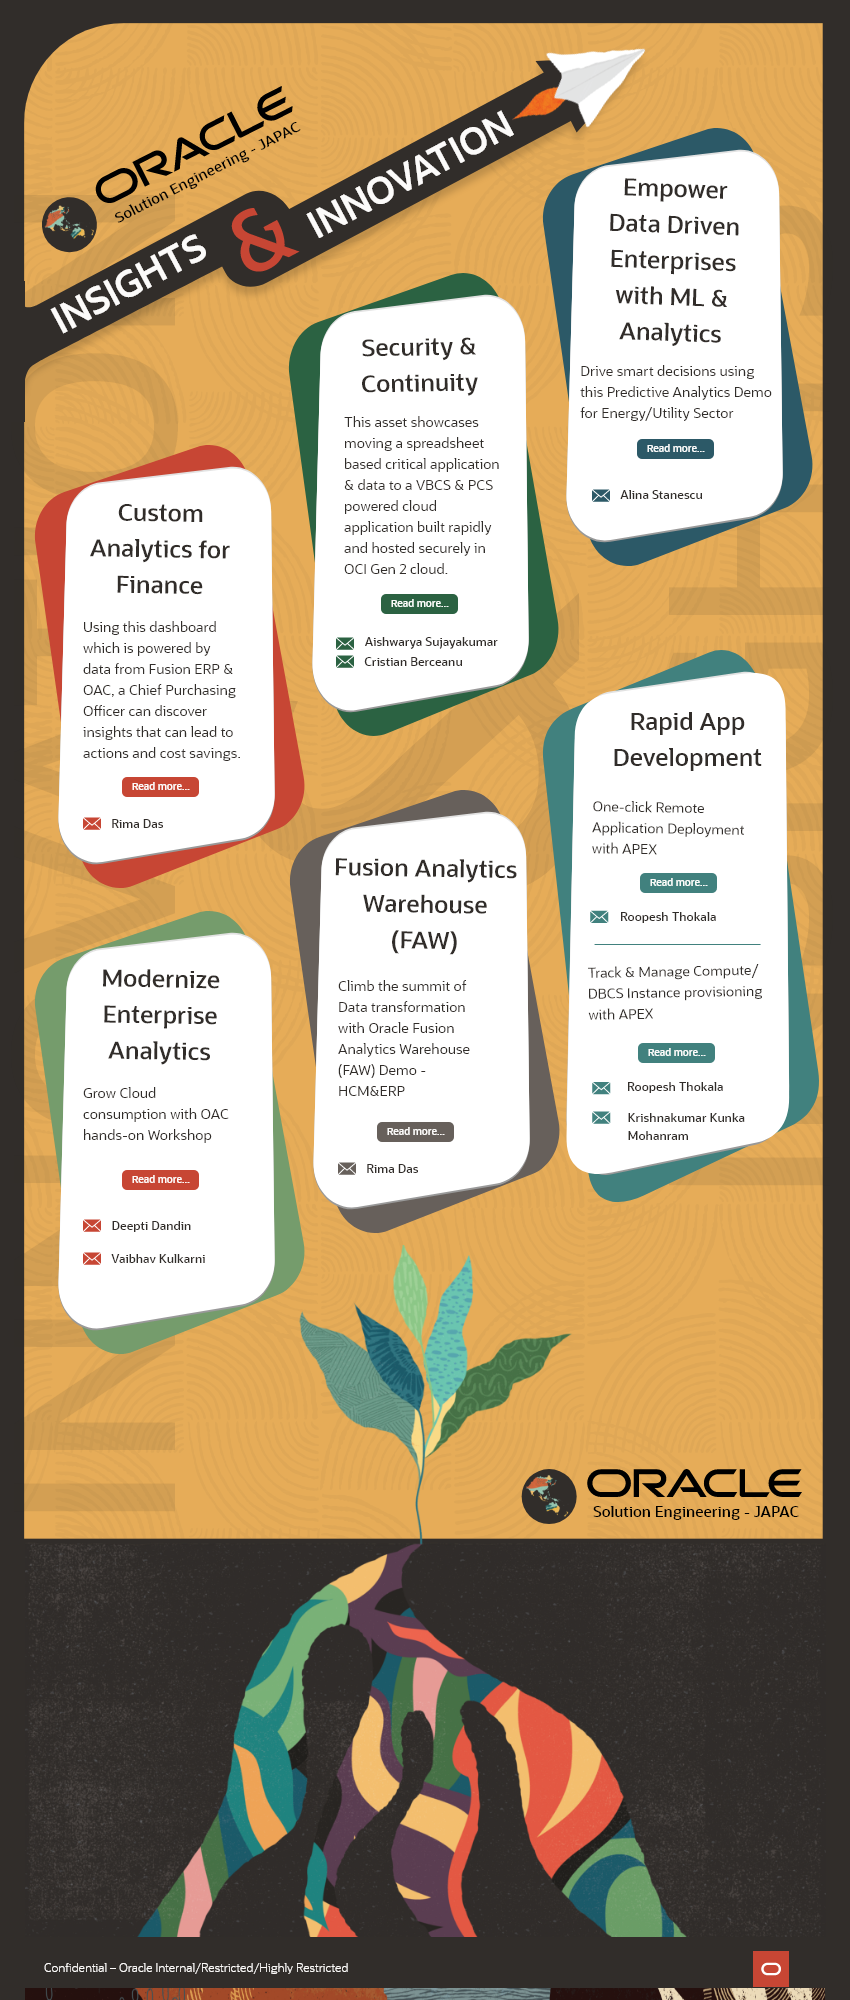 ORACLE
Solution Engineering - JAPAC
INSIGHTS & INNOVATION
Empower
Data Driven
Enterprises
with ML &
Analytics
Drive smart decisions using
this Predictive Analytics Demo
for Energy/Utility Sector
Read more...
Alina Stanescu
Security &
Continuity
This asset showcases
moving a spreadsheet
based critical application
& data to a VBCS & PCS
powered cloud
application built rapidly
and hosted securely in
OCI Gen 2 cloud.
Read more...
Aishwarya Sujayakumar
Cristian Berceanu
Custom
Analytics for
Finance
Using this dashboard
which is powered by
data from Fusion ERP &
OAC, a Chief Purchasing
Officer can discover
insights that can lead to
actions and cost savings.
Read more...
Rima Das
Rapid App
Development
One-click Remote
Application Deployment
with APEX
Read more...
Roopesh Thokala
Track & Manage Compute/
DBCS Instance provisioning
with APEX
Read more...
Roopesh Thokala
Krishnakumar Kunka
Mohanram
Fusion Analytics
Warehouse
(FAW)
Climb the summit of
Data transformation
with Oracle Fusion
Analytics Warehouse
(FAW) Demo -
HCM&ERP
Read more...
Rima Das
Modernize
Enterprise
Analytics
Grow Cloud
consumption with OAC
hands-on Workshop
Read more...
Deepti Dandin
Vaibhav Kulkarni
ORACLE
Solution Engineering - JAPAC
Confidential – Oracle Internal/Restricted/Highly Restricted